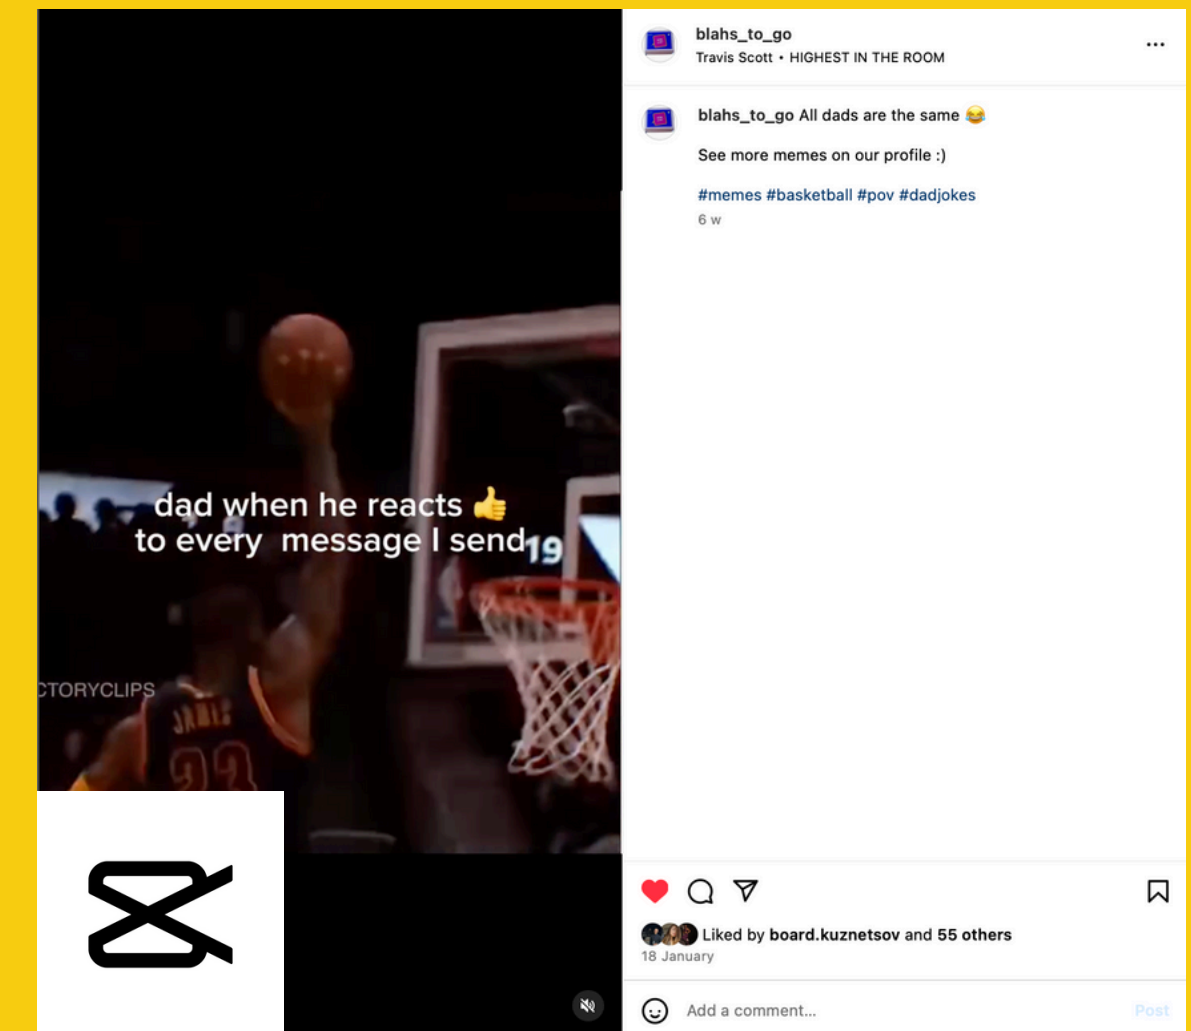 dad when he reacts 👍
to every  message I send
19
CTORYCLIPS
JAMES
23
blahs_to_go
Travis Scott • HIGHEST IN THE ROOM
blahs_to_go All dads are the same 😂
See more memes on our profile :)
#memes #basketball #pov #dadjokes
6 w
Liked by board.kuznetsov and 55 others
18 January
Add a comment...
Post